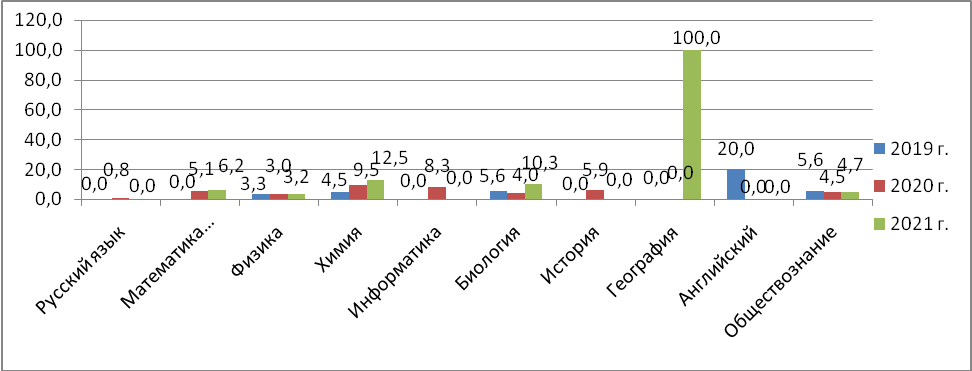 120,0
100,0
80,0
60,0
40,0
20,0
0,0
0,0 0,8 0,0
0,0 5,1 6,2
3,3 3,0 3,2
4,5 9,5 12,5
0,0 8,3 0,0
5,6 4,0 10,3
0,0 5,9 0,0
0,0 0,0 100,0
20,0 0,0 0,0
5,6 4,5 4,7
Русский язык
Математика...
Физика
Химия
Информатика
Биология
История
География
Английский
Обществознание
2019 г.
2020 г.
2021 г.